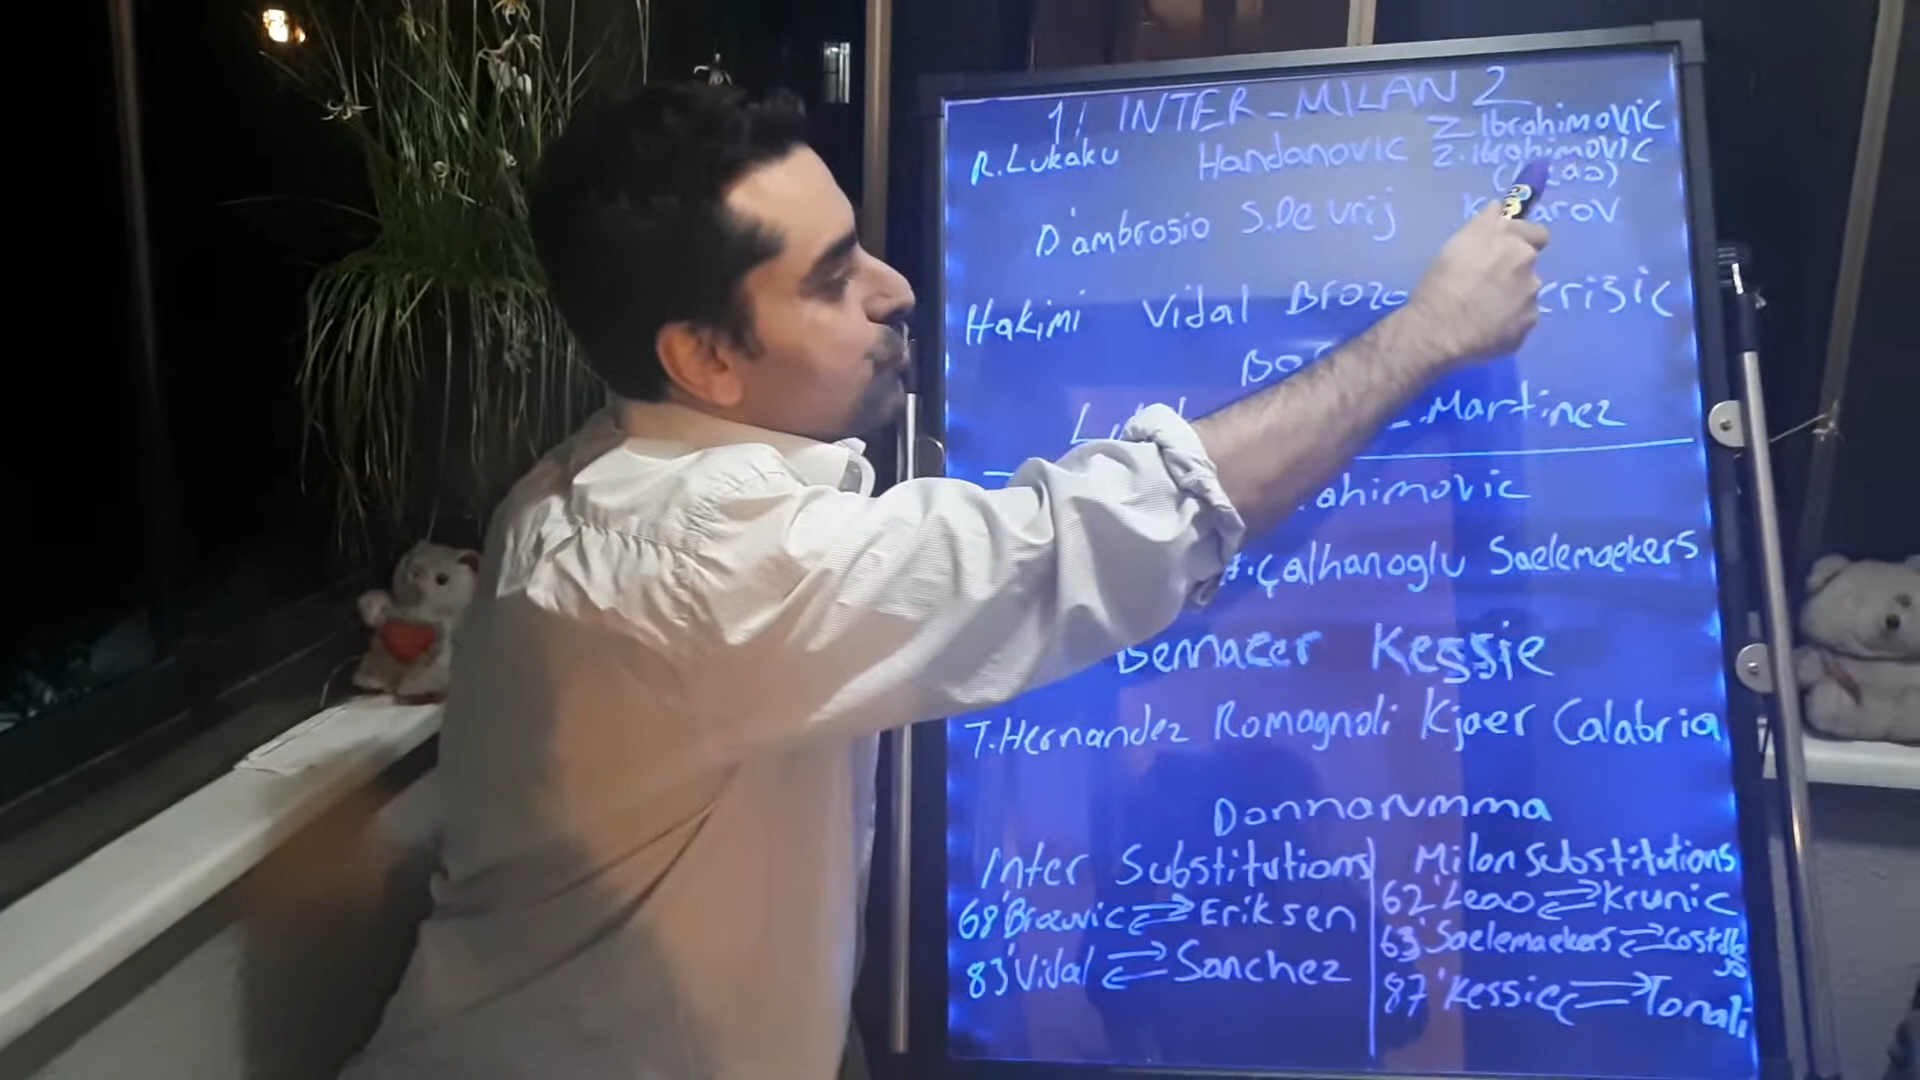 1 INTER-MILAN 2
R.Lukaku Handanovic Z Ibrahimovic
Z.Ibrahimovic
D'ambrosio S.De vrij
Hakimi Vidal
L.Martinez
H.Çalhanoglu Saelemaekers
Bennacer Kessie
T.Hernandez Romagnoli Kjaer Calabria
Donnarumma
Inter Substitutions
68'Brozvic⇄Eriksen
83'Vidal⇄Sanchez
Milan Substitutions
62'Leao⇄Krunic
63'Saelemaekers⇄
87'Kessie⇄Tonali